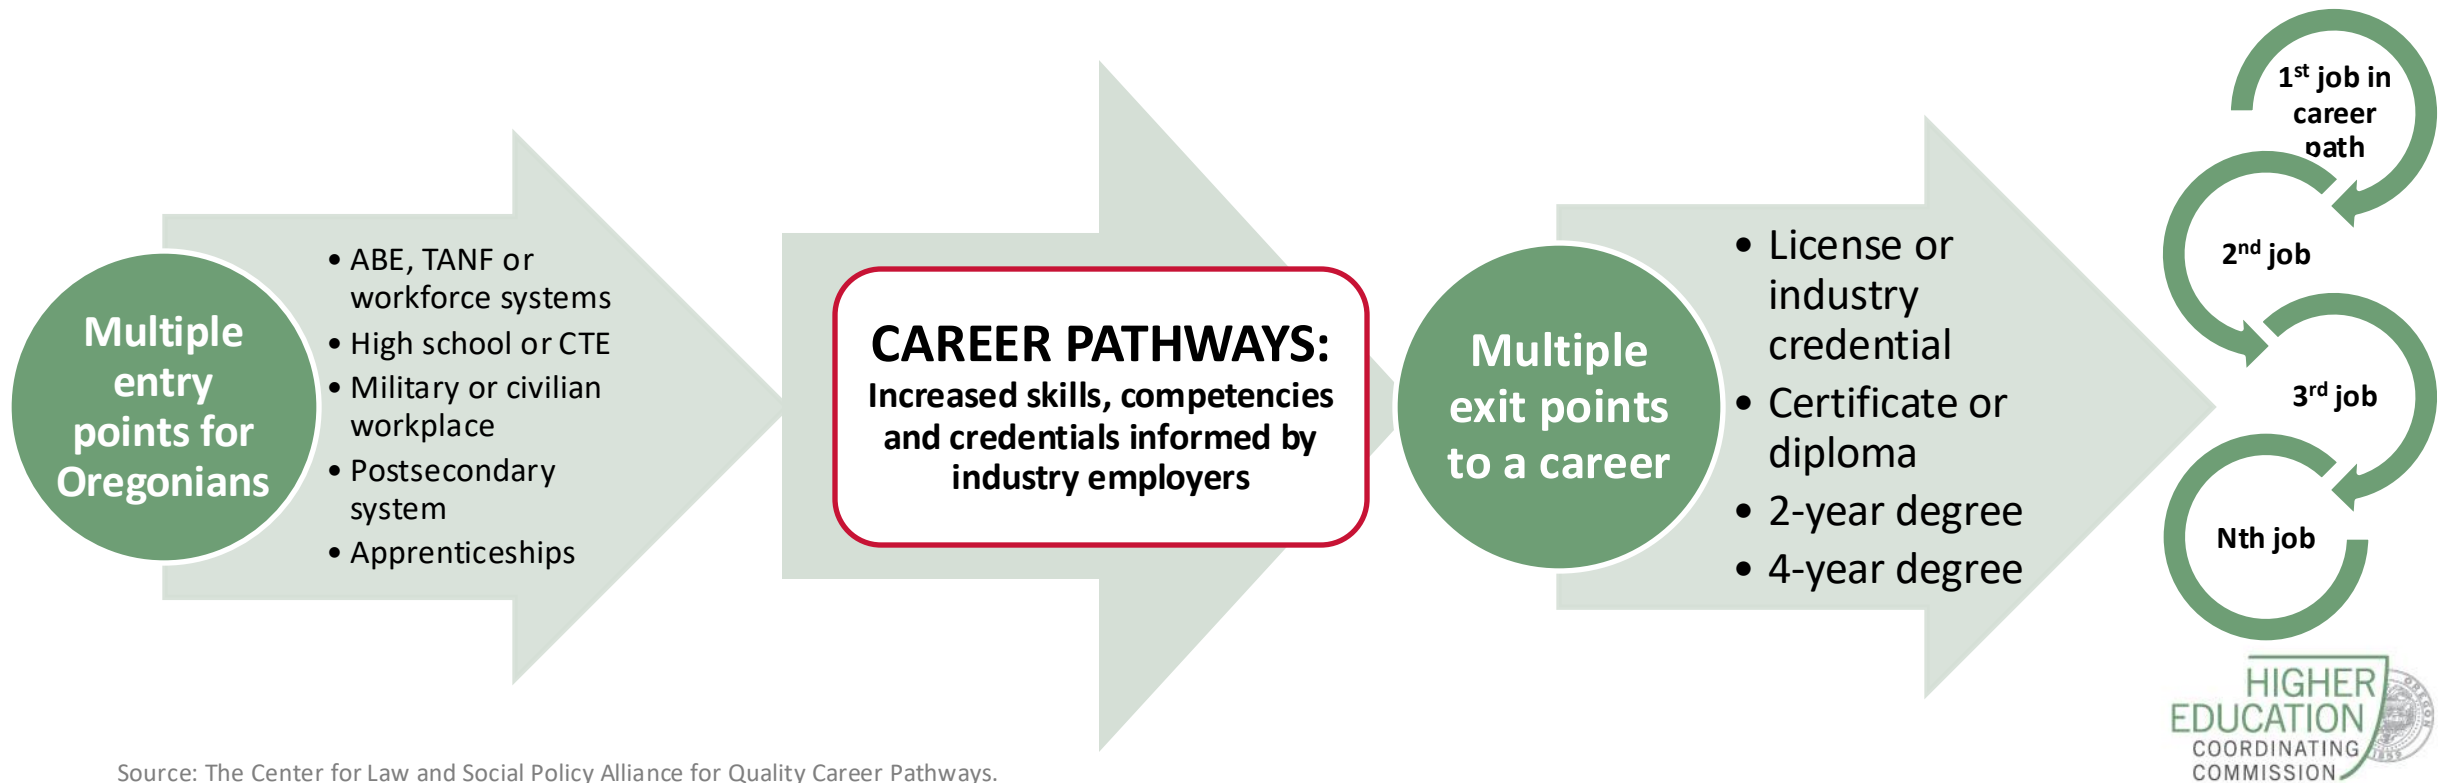 Multiple
entry
points for
Oregonians
• ABE, TANF or
workforce systems
• High school or CTE
• Military or civilian
workplace
• Postsecondary
system
• Apprenticeships
CAREER PATHWAYS:
Increased skills, competencies
and credentials informed by
industry employers
Multiple
exit points
to a career
• License or
industry
credential
• Certificate or
diploma
• 2-year degree
• 4-year degree
1st job in
career
path
2nd job
3rd job
Nth job
HIGHER
EDUCATION
COORDINATING
COMMISSION
OREGON
1859
Source: The Center for Law and Social Policy Alliance for Quality Career Pathways.